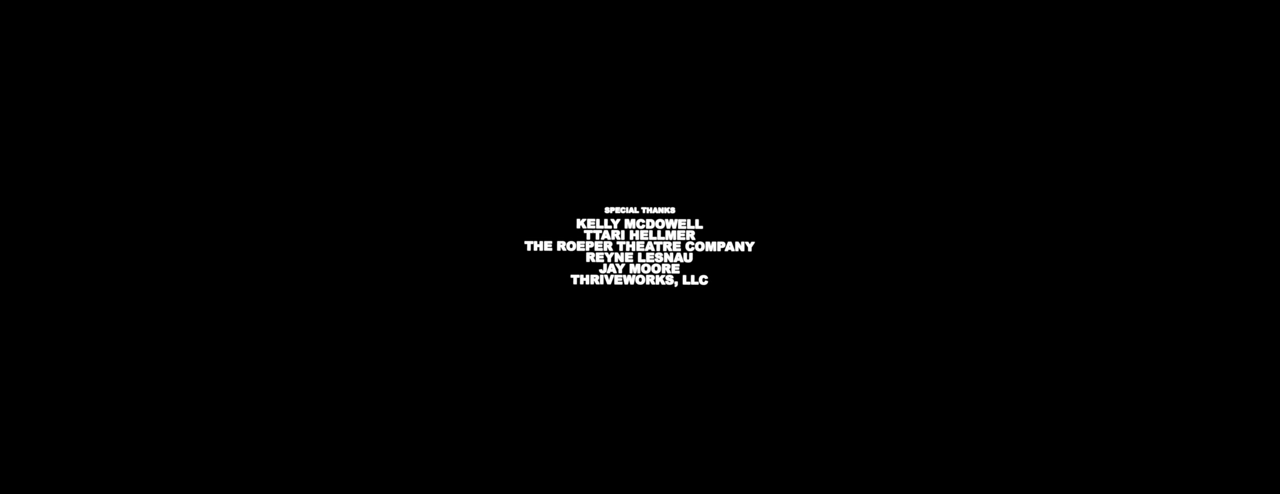 SPECIAL THANKS
KELLY MCDOWELL
TTARI HELLMER
THE ROEPER THEATRE COMPANY
REYNE LESNAU
JAY MOORE
THRIVEWORKS, LLC